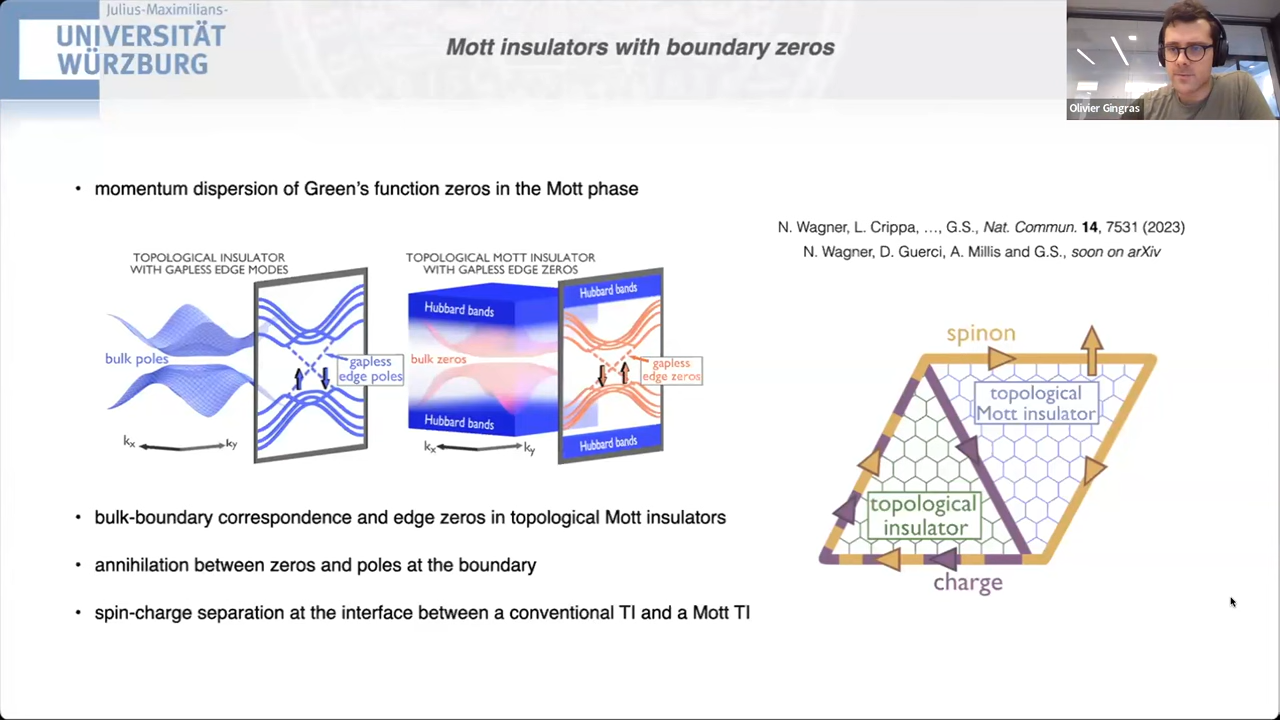 Julius-Maximilians-
UNIVERSITÄT
WÜRZBURG
Mott insulators with boundary zeros
Olivier Gingras
• momentum dispersion of Green's function zeros in the Mott phase
N. Wagner, L. Crippa, …, G.S., Nat. Commun. 14, 7531 (2023)
N. Wagner, D. Guerci, A. Millis and G.S., soon on arXiv
TOPOLOGICAL INSULATOR
WITH GAPLESS EDGE MODES
bulk poles
gapless
edge poles
kx
ky
TOPOLOGICAL MOTT INSULATOR
WITH GAPLESS EDGE ZEROS
Hubbard bands
Hubbard bands
bulk zeros
gapless
edge zeros
Hubbard bands
Hubbard bands
kx
ky
spinon
topological
Mott insulator
topological
insulator
charge
• bulk-boundary correspondence and edge zeros in topological Mott insulators
• annihilation between zeros and poles at the boundary
• spin-charge separation at the interface between a conventional TI and a Mott TI